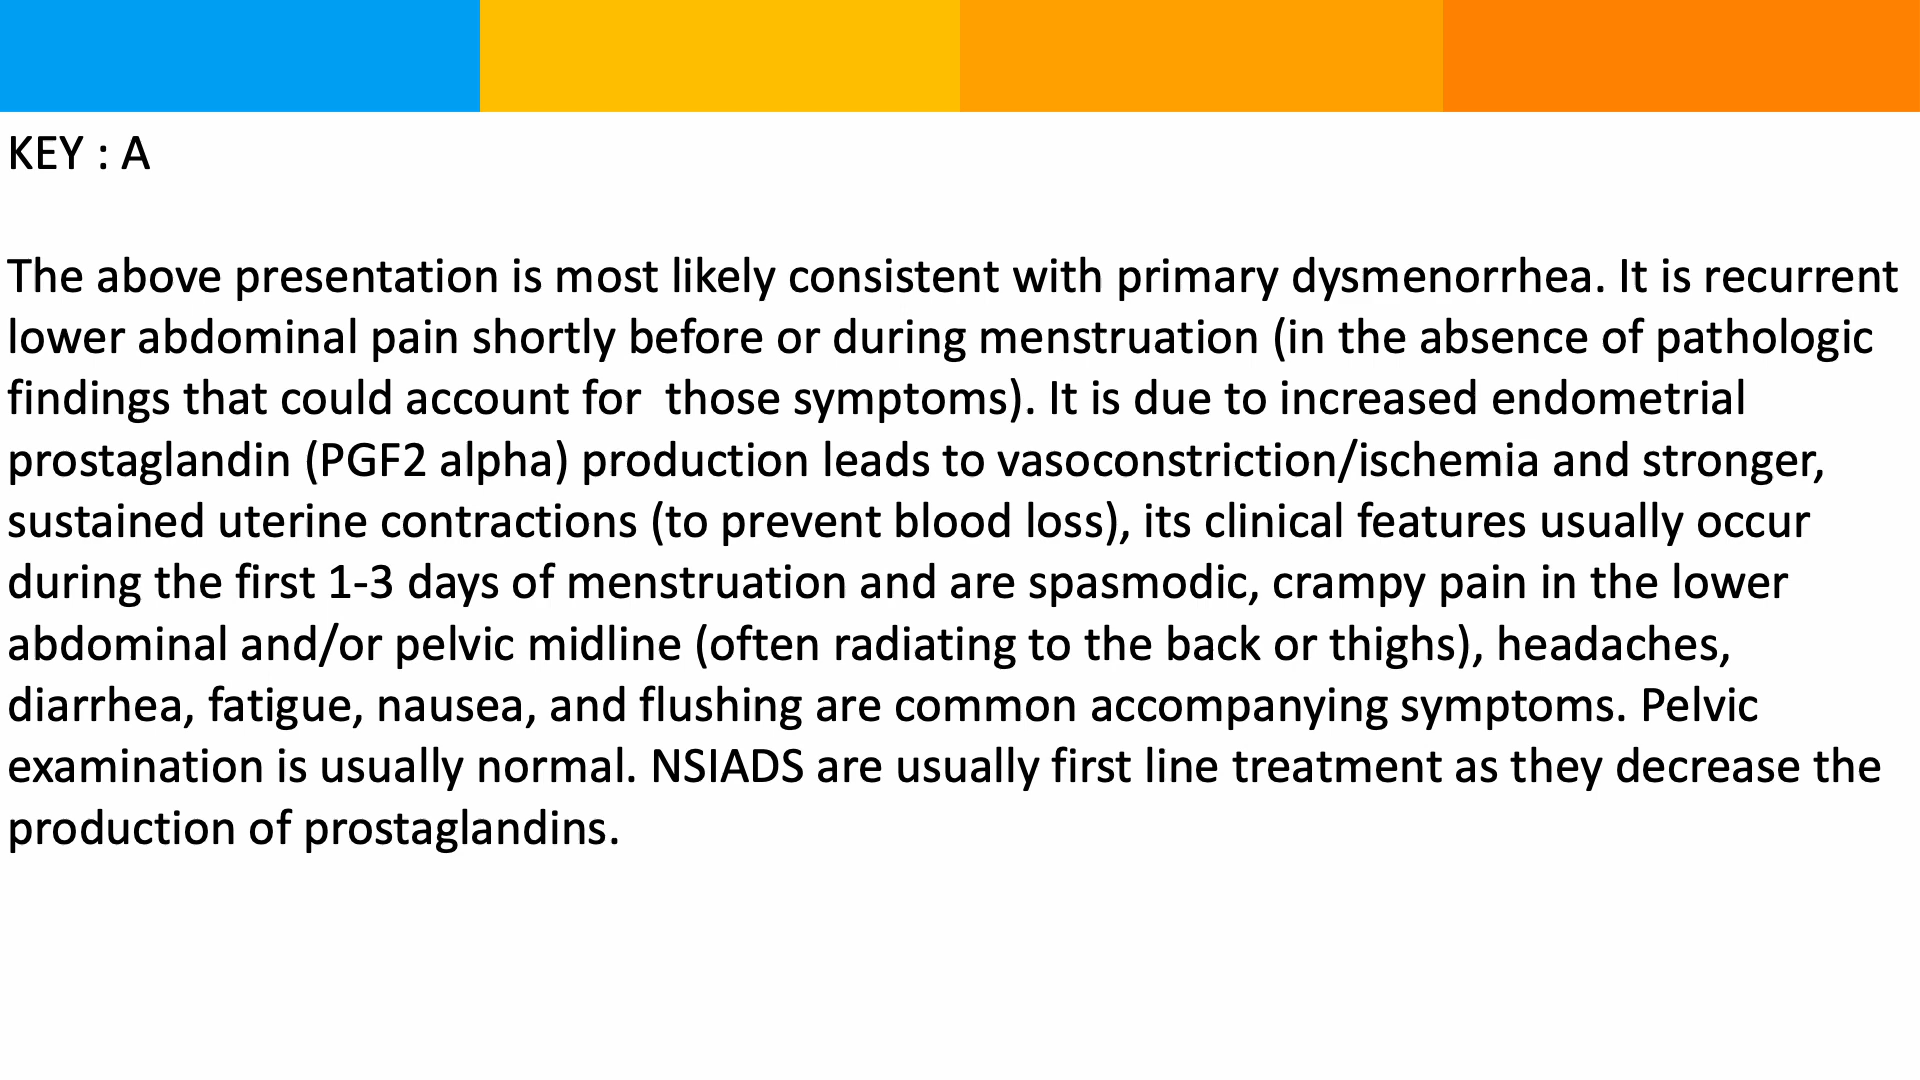 KEY : A
The above presentation is most likely consistent with primary dysmenorrhea. It is recurrent
lower abdominal pain shortly before or during menstruation (in the absence of pathologic
findings that could account for  those symptoms). It is due to increased endometrial
prostaglandin (PGF2 alpha) production leads to vasoconstriction/ischemia and stronger,
sustained uterine contractions (to prevent blood loss), its clinical features usually occur
during the first 1-3 days of menstruation and are spasmodic, crampy pain in the lower
abdominal and/or pelvic midline (often radiating to the back or thighs), headaches,
diarrhea, fatigue, nausea, and flushing are common accompanying symptoms. Pelvic
examination is usually normal. NSIADS are usually first line treatment as they decrease the
production of prostaglandins.